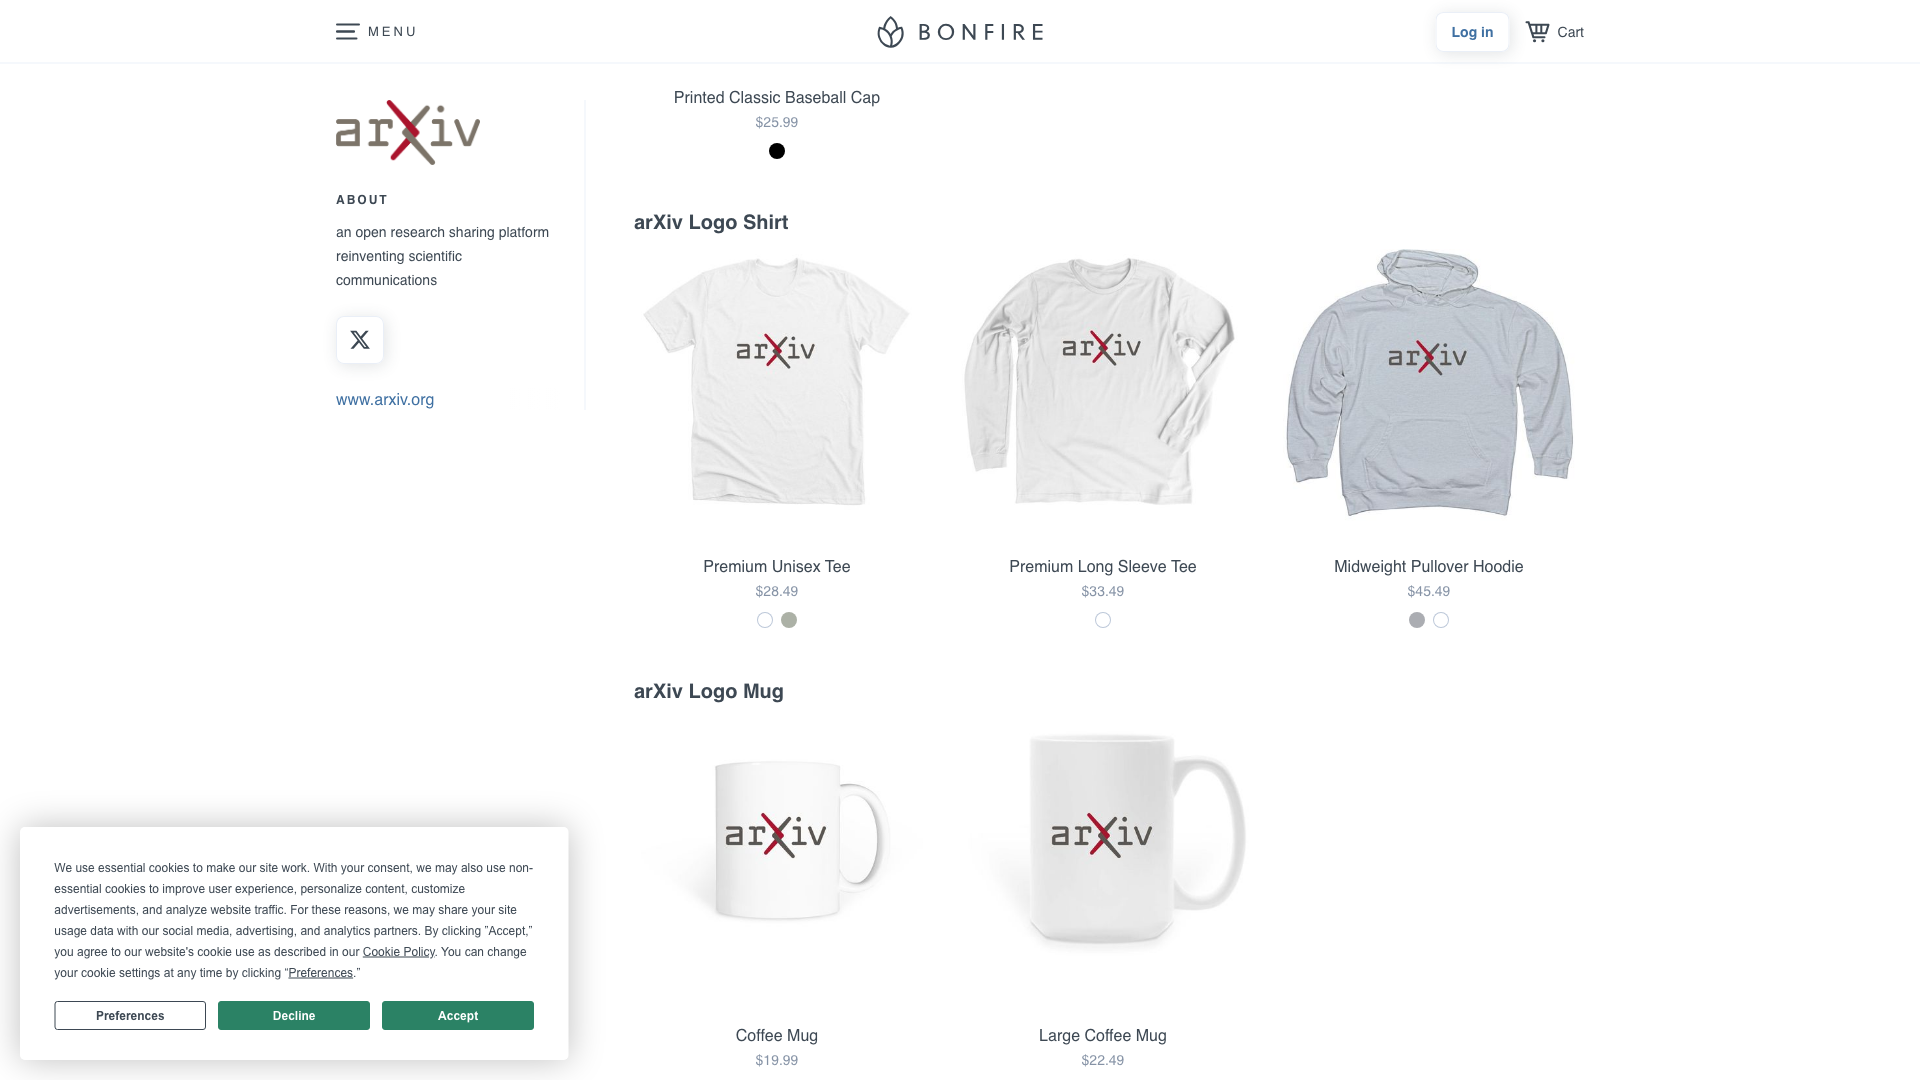 MENU
BONFIRE
Log in
Cart
arXiv
ABOUT
an open research sharing platform
reinventing scientific
communications
www.arxiv.org
Printed Classic Baseball Cap
$25.99
arXiv Logo Shirt
arXiv
arXiv
arXiv
Premium Unisex Tee
$28.49
Premium Long Sleeve Tee
$33.49
Midweight Pullover Hoodie
$45.49
arXiv Logo Mug
arXiv
arXiv
Coffee Mug
$19.99
Large Coffee Mug
$22.49
We use essential cookies to make our site work. With your consent, we may also use non-
essential cookies to improve user experience, personalize content, customize
advertisements, and analyze website traffic. For these reasons, we may share your site
usage data with our social media, advertising, and analytics partners. By clicking "Accept,"
you agree to our website's cookie use as described in our Cookie Policy. You can change
your cookie settings at any time by clicking "Preferences."
Preferences
Decline
Accept